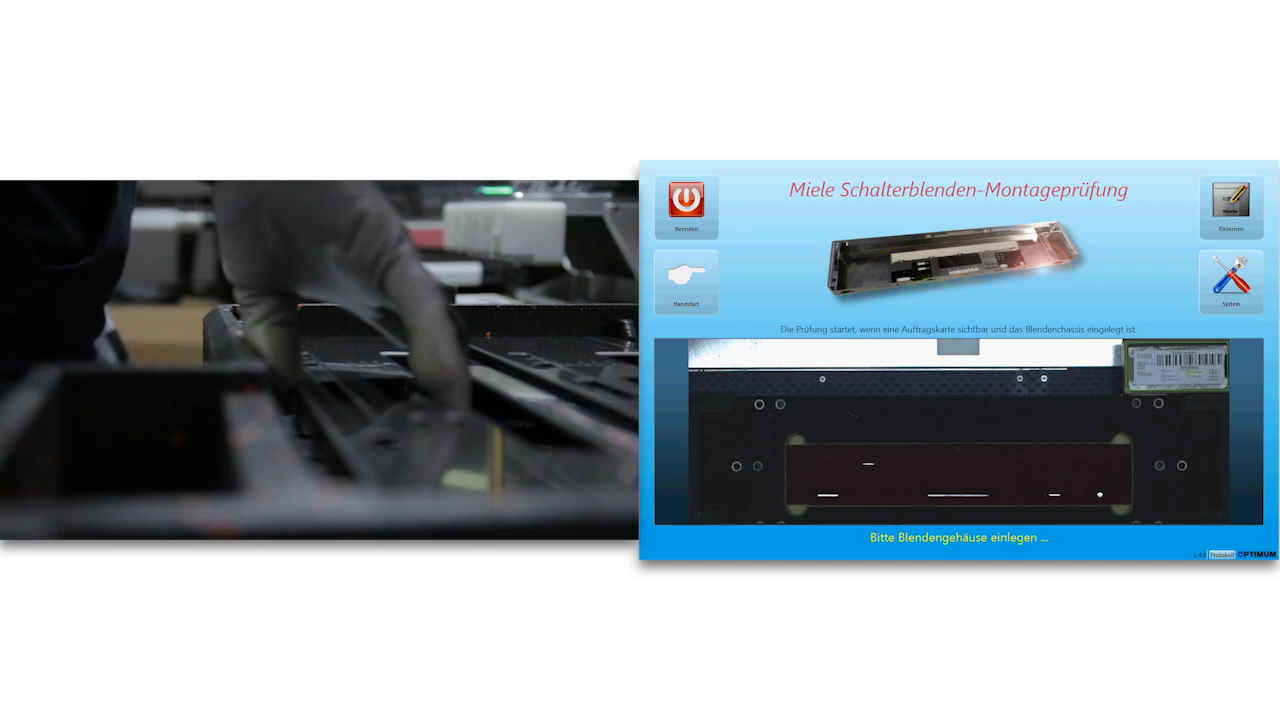 Miele Schalterblenden-Montageprüfung
Beenden
Einlernen
Handstart
System
Die Prüfung startet, wenn eine Auftragskarte sichtbar und das Blendenchassis eingelegt ist.
Bitte Blendengehäuse einlegen ...
Protokoll OPTIMUM